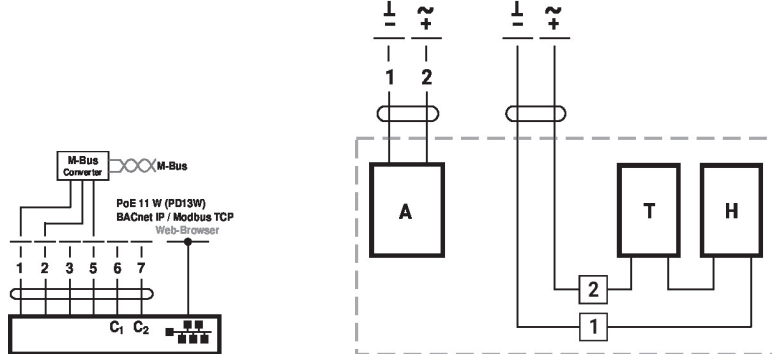 M-Bus
Converter
M-Bus
PoE 11 W (PD13W)
BACnet IP / Modbus TCP
Web-Browser
1 2 3 5 6 7
C1 C2
⊥ ~
− +
1 2
A
⊥ ~
− +
T H
2
1